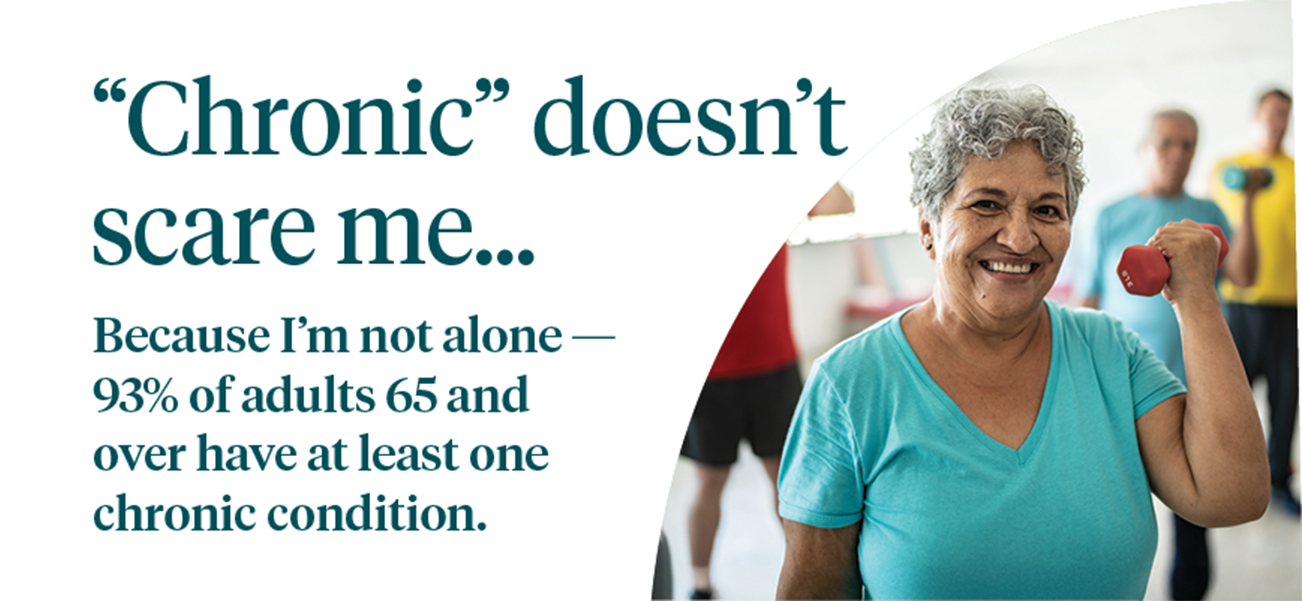 “Chronic” doesn’t
scare me...
Because I’m not alone —
93% of adults 65 and
over have at least one
chronic condition.